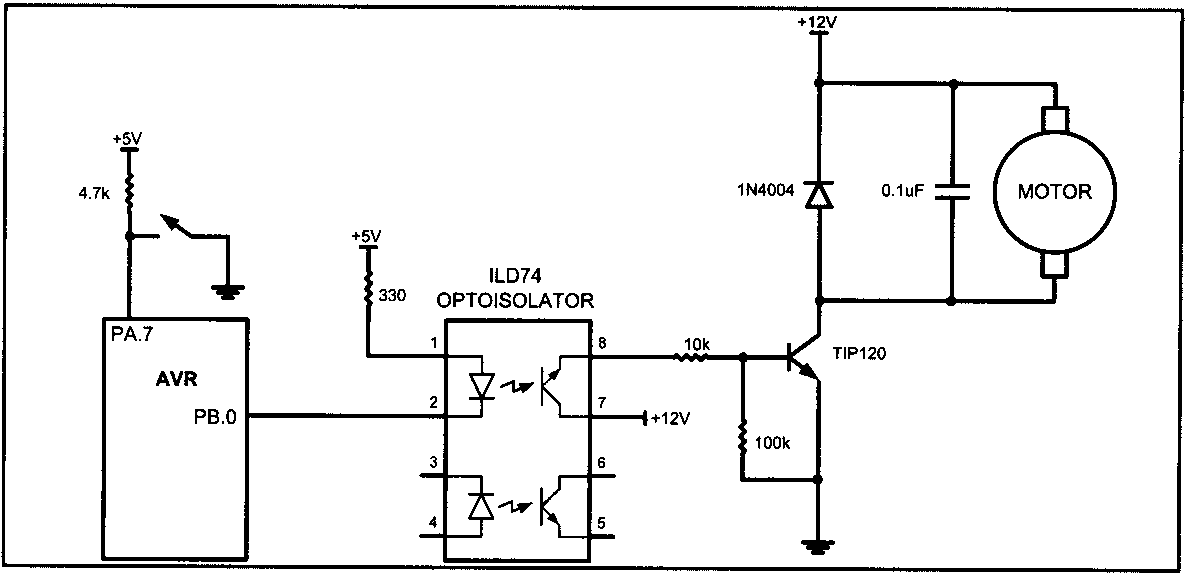 +12V
+5V
4.7k
1N4004
0.1uF
MOTOR
+5V
330
ILD74
OPTOISOLATOR
PA.7
AVR
PB.0
1
2
3
4
8
7
6
5
10k
TIP120
+12V
100k